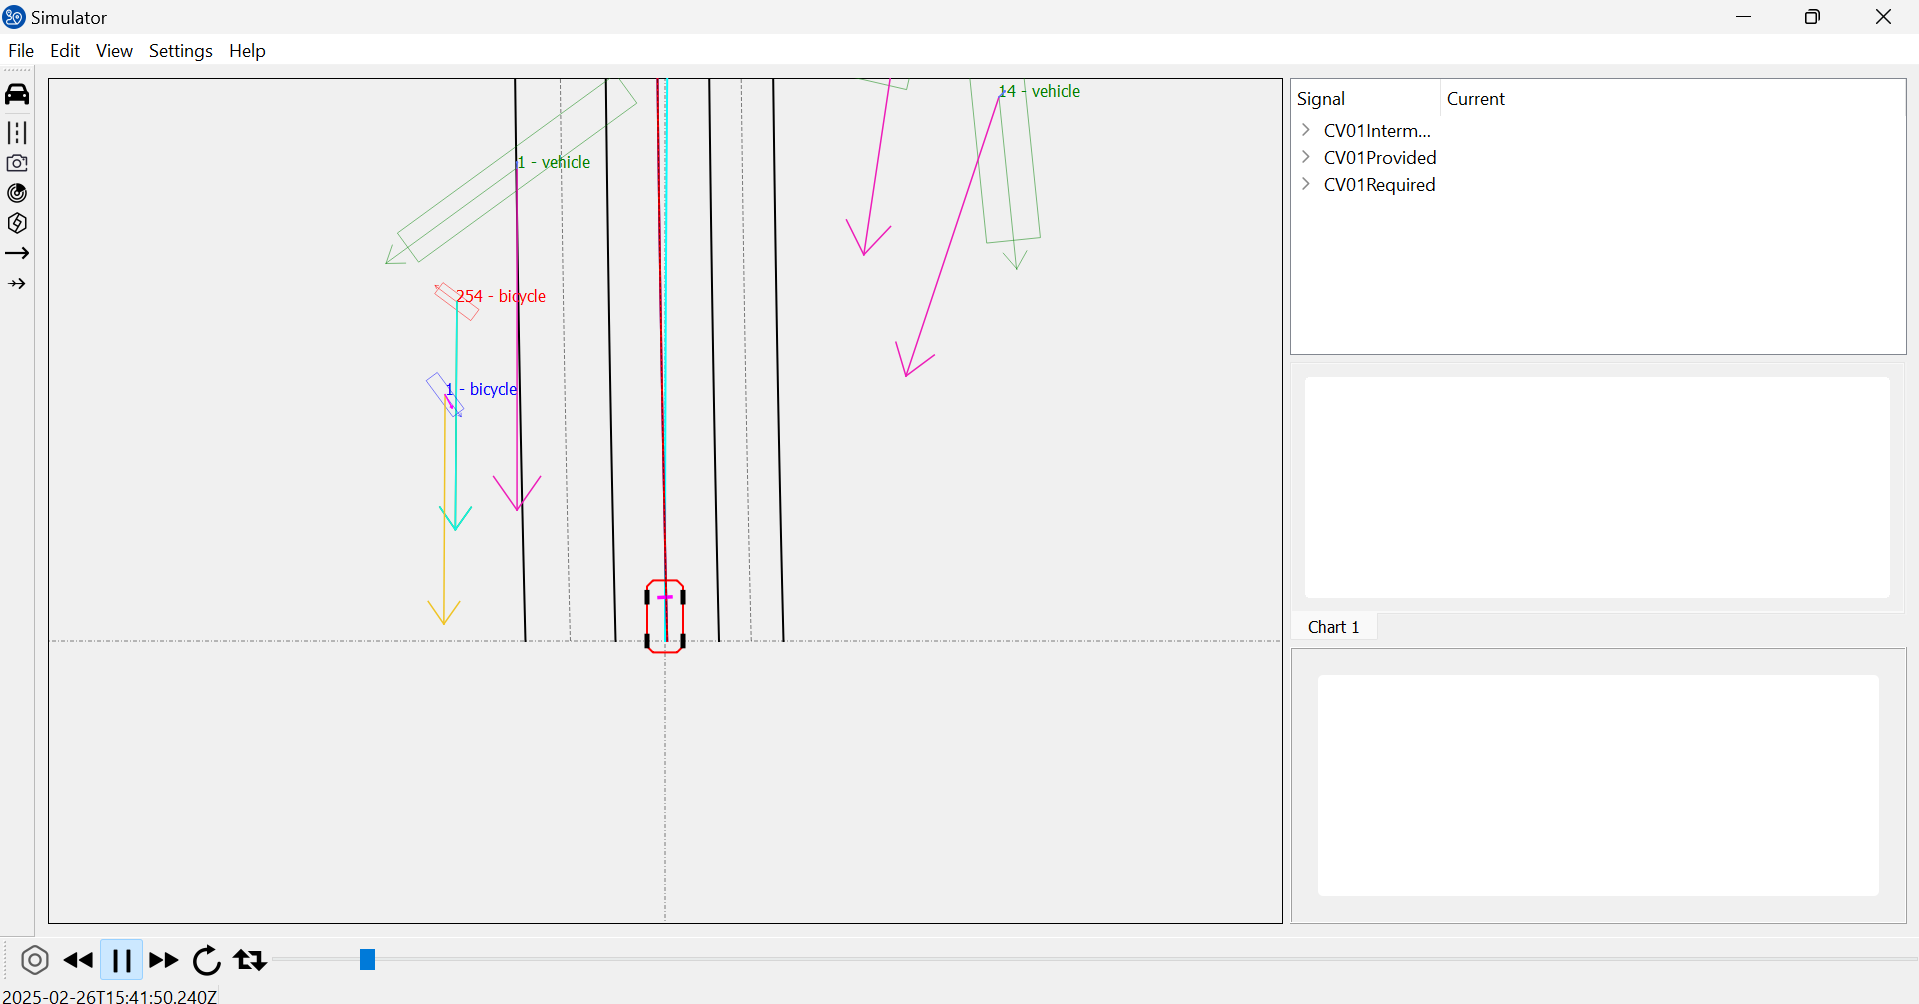 Simulator
File Edit View Settings Help
14 - vehicle
1 - vehicle
254 - bicycle
1 - bicycle
Signal Current
CV01Interm...
CV01Provided
CV01Required
Chart 1
2025-02-26T15:41:50.240Z